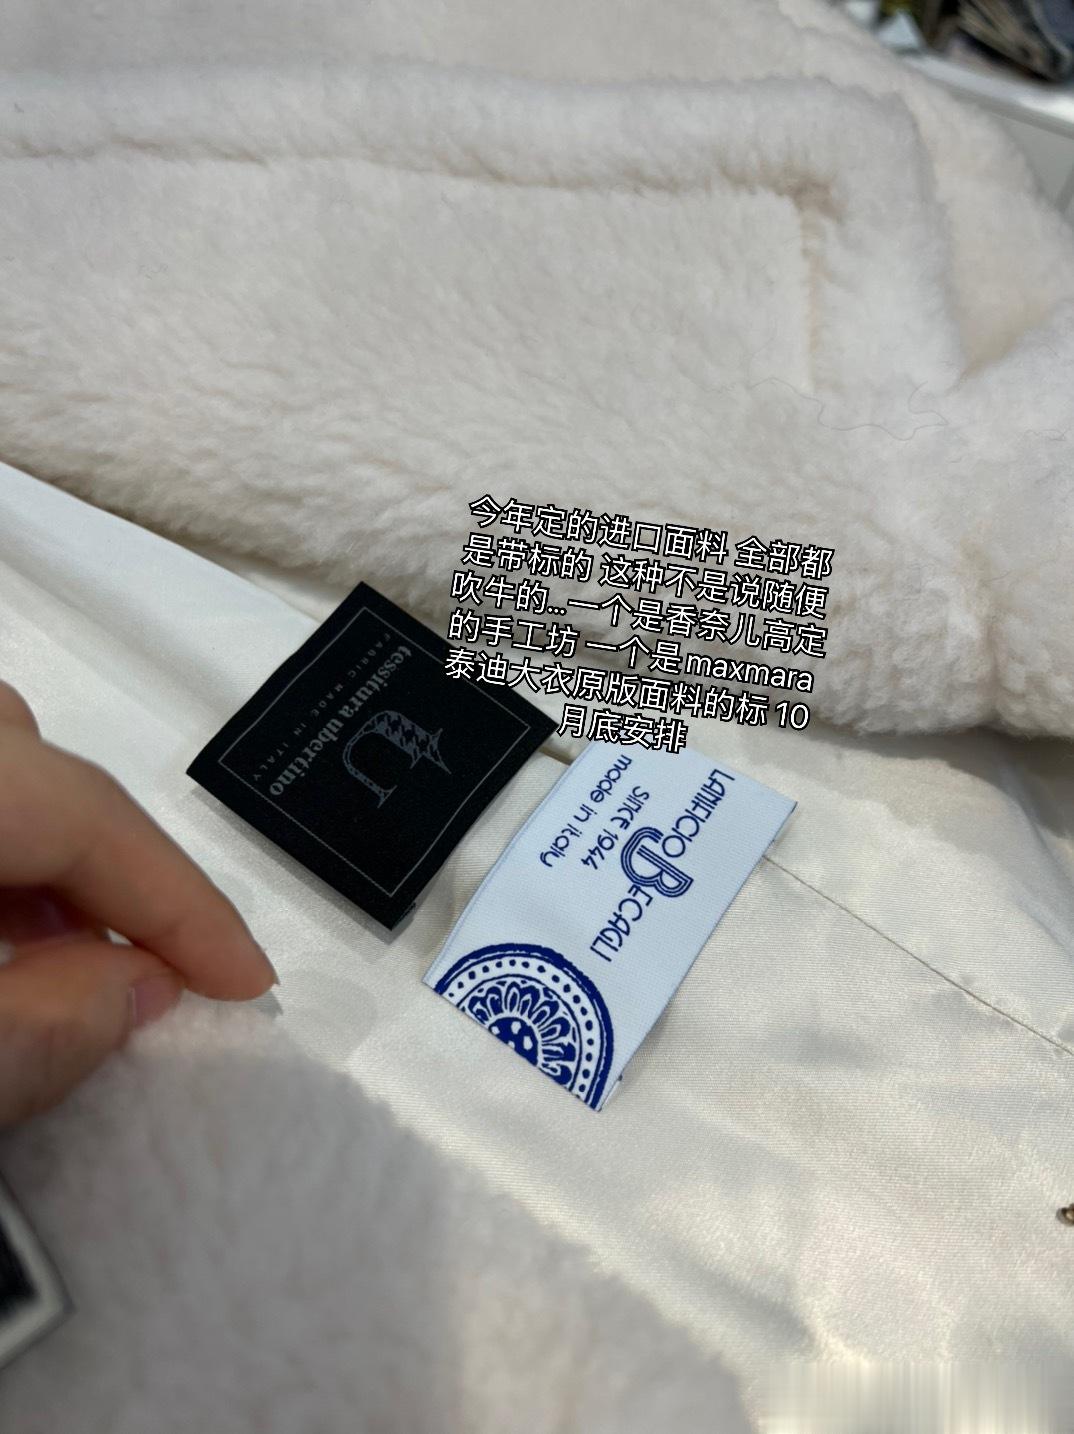 今年定的进口面料 全部都
是带标的 这种不是说随便
吹牛的...一个是香奈儿高定
的手工坊 一个是maxmara
泰迪大衣原版面料的标 10
月底安排
tessitura ubertino
FABRIC MADE IN ITALY
LANIFICIO BECAGLI
SINCE 1944
made in italy